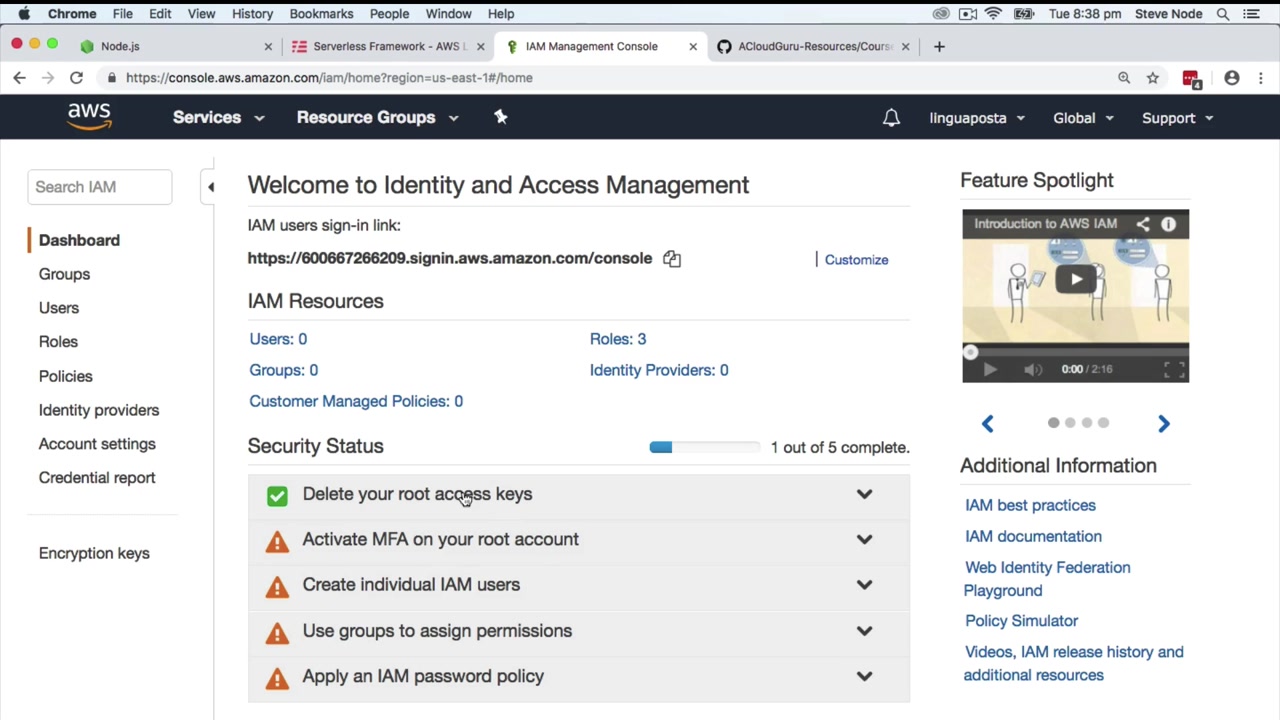 Chrome File Edit View History Bookmarks People Window Help Tue 8:38 pm Steve Node
Node.js
Serverless Framework - AWS L
IAM Management Console
ACloudGuru-Resources/Course
https://console.aws.amazon.com/iam/home?region=us-east-1#/home
4
aws Services Resource Groups linguaposta Global Support
Search IAM
Dashboard
Groups
Users
Roles
Policies
Identity providers
Account settings
Credential report
Encryption keys
Welcome to Identity and Access Management
IAM users sign-in link:
https://600667266209.signin.aws.amazon.com/console
Customize
IAM Resources
Users: 0 Roles: 3
Groups: 0 Identity Providers: 0
Customer Managed Policies: 0
Security Status 1 out of 5 complete.
Delete your root access keys
Activate MFA on your root account
Create individual IAM users
Use groups to assign permissions
Apply an IAM password policy
Feature Spotlight
Introduction to AWS IAM
0:00 / 2:16
Additional Information
IAM best practices
IAM documentation
Web Identity Federation
Playground
Policy Simulator
Videos, IAM release history and
additional resources